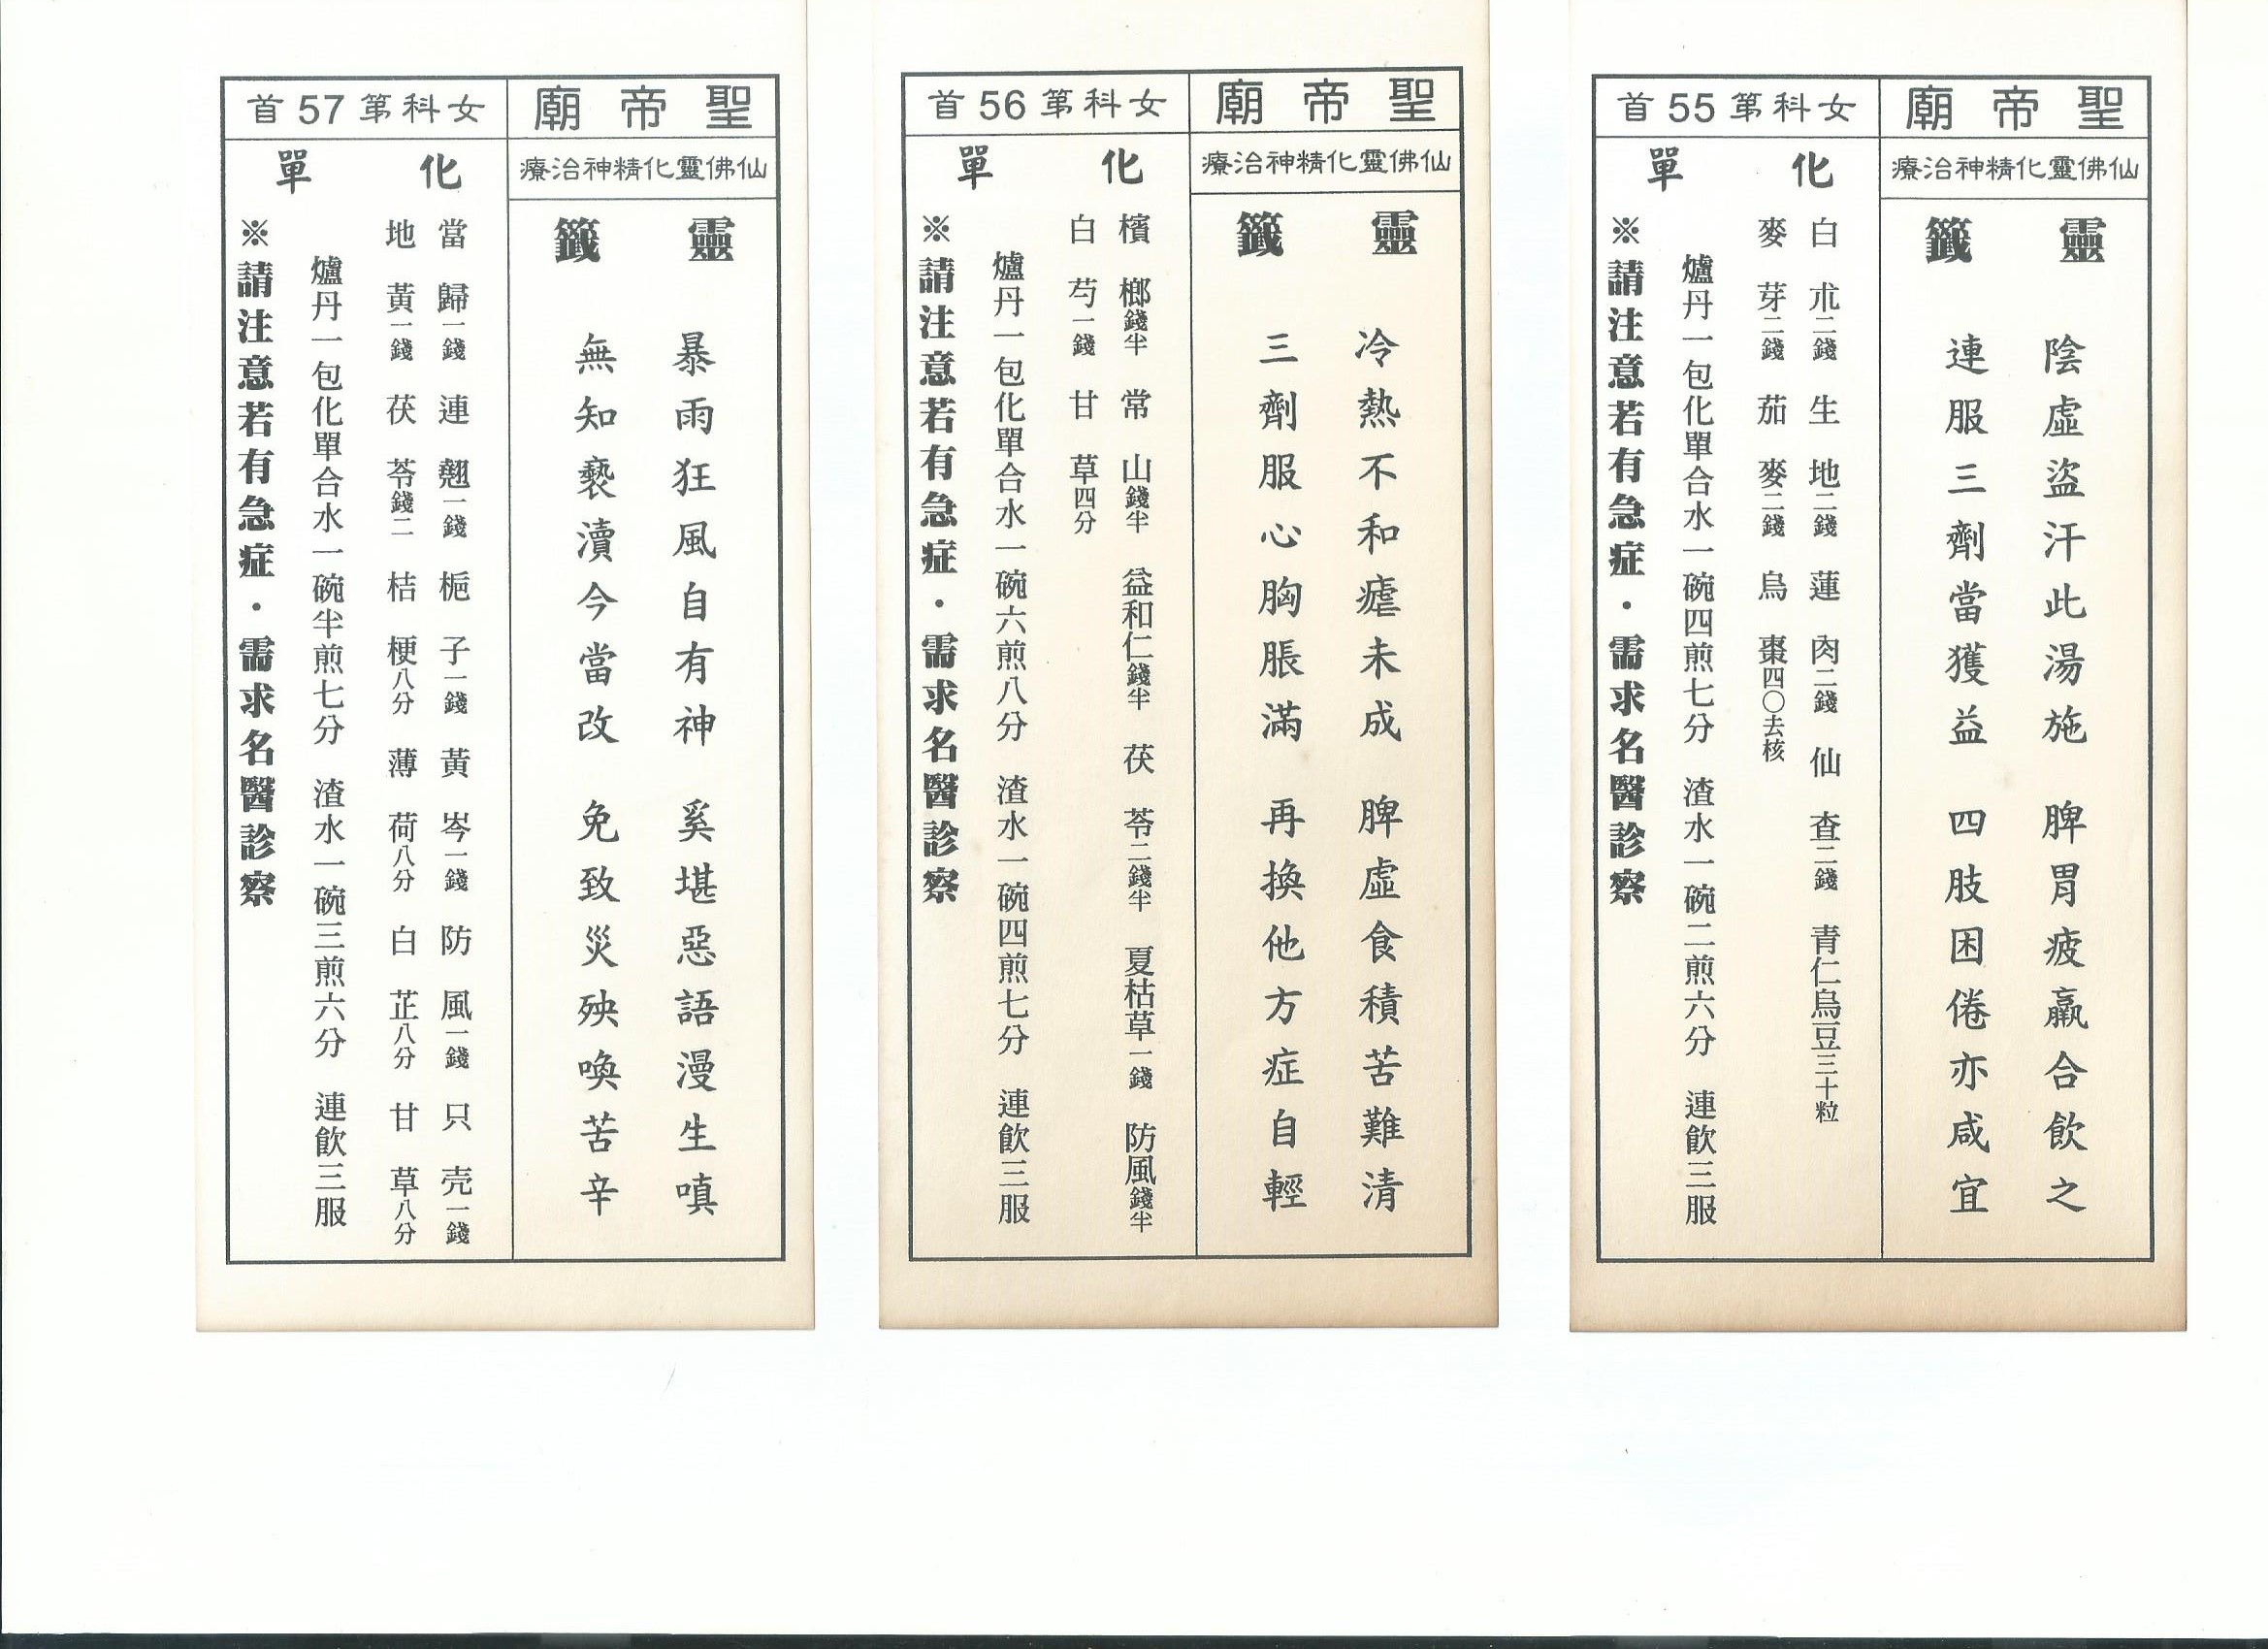 聖帝廟
女科第55首
仙佛靈化精神治療
靈籤
陰虛盜汗此湯施　脾胃疲羸合飲之
連服三劑當獲益　四肢困倦亦咸宜
化單
白朮二錢　生地二錢　蓮肉二錢　仙查二錢　青仁烏豆三十粒
麥芽二錢　茄麥二錢　烏棗四〇去核
爐丹一包化單合水一碗四煎七分　渣水一碗二煎六分　連飲三服
※請注意若有急症・需求名醫診察
聖帝廟
女科第56首
仙佛靈化精神治療
靈籤
冷熱不和瘧未成　脾虛食積苦難清
三劑服心胸脹滿　再換他方症自輕
化單
檳榔錢半　常山錢半　益和仁錢半　茯苓二錢半　夏枯草一錢　防風錢半
白芍一錢　甘草四分
爐丹一包化單合水一碗六煎八分　渣水一碗四煎七分　連飲三服
※請注意若有急症・需求名醫診察
聖帝廟
女科第57首
仙佛靈化精神治療
靈籤
暴雨狂風自有神　奚堪惡語漫生嗔
無知褻瀆今當改　免致災殃喚苦辛
化單
當歸一錢　連翹一錢　梔子一錢　黃岑一錢　防風一錢　只壳一錢
地黃一錢　茯苓錢二　桔梗八分　薄荷八分　白芷八分　甘草八分
爐丹一包化單合水一碗半煎七分　渣水一碗三煎六分　連飲三服
※請注意若有急症・需求名醫診察